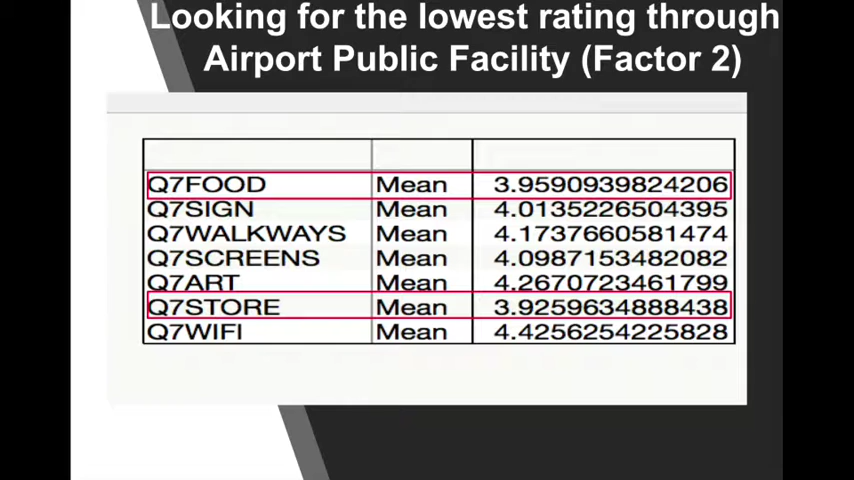 Looking for the lowest rating through
Airport Public Facility (Factor 2)
Q7FOOD Mean 3.9590939824206
Q7SIGN Mean 4.0135226504395
Q7WALKWAYS Mean 4.1737660581474
Q7SCREENS Mean 4.0987153482082
Q7ART Mean 4.2670723461799
Q7STORE Mean 3.9259634888438
Q7WIFI Mean 4.4256254225828